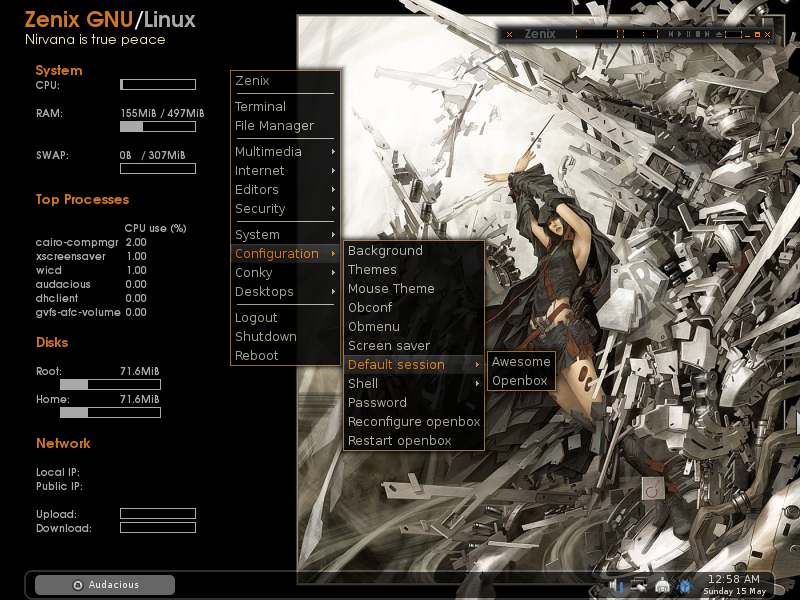 Zenix GNU/Linux
Nirvana is true peace
System
CPU:
RAM: 155MiB / 497MiB
SWAP: 0B / 307MiB
Top Processes
CPU use (%)
cairo-compmgr 2.00
xscreensaver 1.00
wicd 1.00
audacious 0.00
dhclient 0.00
gvfs-afc-volume 0.00
Disks
Root: 71.6MiB
Home: 71.6MiB
Network
Local IP:
Public IP:
Upload:
Download:
Zenix
Terminal
File Manager
Multimedia
Internet
Editors
Security
System
Configuration
Conky
Desktops
Logout
Shutdown
Reboot
Background
Themes
Mouse Theme
Obconf
Obmenu
Screen saver
Default session
Shell
Password
Reconfigure openbox
Restart openbox
Awesome
Openbox
Zenix
Audacious
12:58 AM
Sunday 15 May